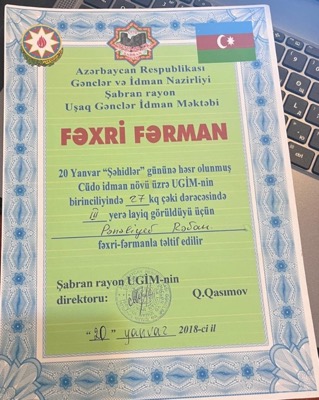 Azərbaycan Respublikası
Gənclər və İdman Nazirliyi
Şabran rayon
Uşaq Gənclər İdman Məktəbi
FƏXRİ FƏRMAN
20 Yanvar "Şəhidlər" gününə həsr olunmuş
Cüdo idman növü üzrə UGİM-nin
birinciliyində 27 kq çəki dərəcəsində
III yerə layiq görüldüyü üçün
fəxri-fərmanla təltif edilir
Şabran rayon UGİM-nin
direktoru: Q.Qasımov
"20" yanvar 2018-ci il